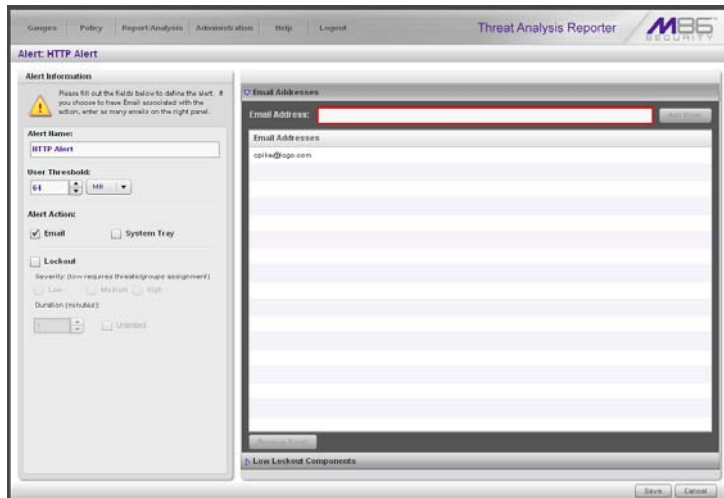 Gauges Policy Report/Analysis Administration Help Logout
Threat Analysis Reporter
M86
SECURITY
Alert: HTTP Alert
Alert Information
Please fill out the fields below to define the alert. If
you choose to have Email associated with the
action, enter as many emails on the right panel.
Alert Name:
HTTP Alert
User Threshold:
64 MB
Alert Action:
Email System Tray
Lockout
Severity: (low requires threats/groups assignment)
Low Medium High
Duration (minutes):
Unlimited
Email Addresses
Email Address:
Add Email
Email Addresses
cpike@logo.com
Remove Email
Low Lockout Components
Save Cancel